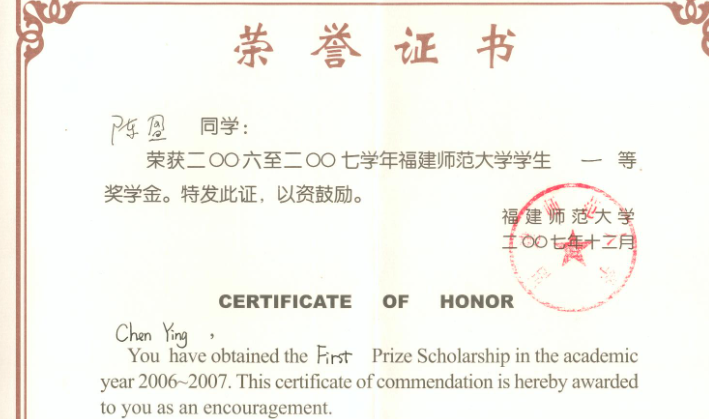 荣誉证书
陈盈 同学：
荣获二〇〇六至二〇〇七学年福建师范大学学生 一 等
奖学金。特发此证，以资鼓励。
福建师范大学
二〇〇七年十二月
CERTIFICATE OF HONOR
Chen Ying ,
You have obtained the First Prize Scholarship in the academic
year 2006~2007. This certificate of commendation is hereby awarded
to you as an encouragement.